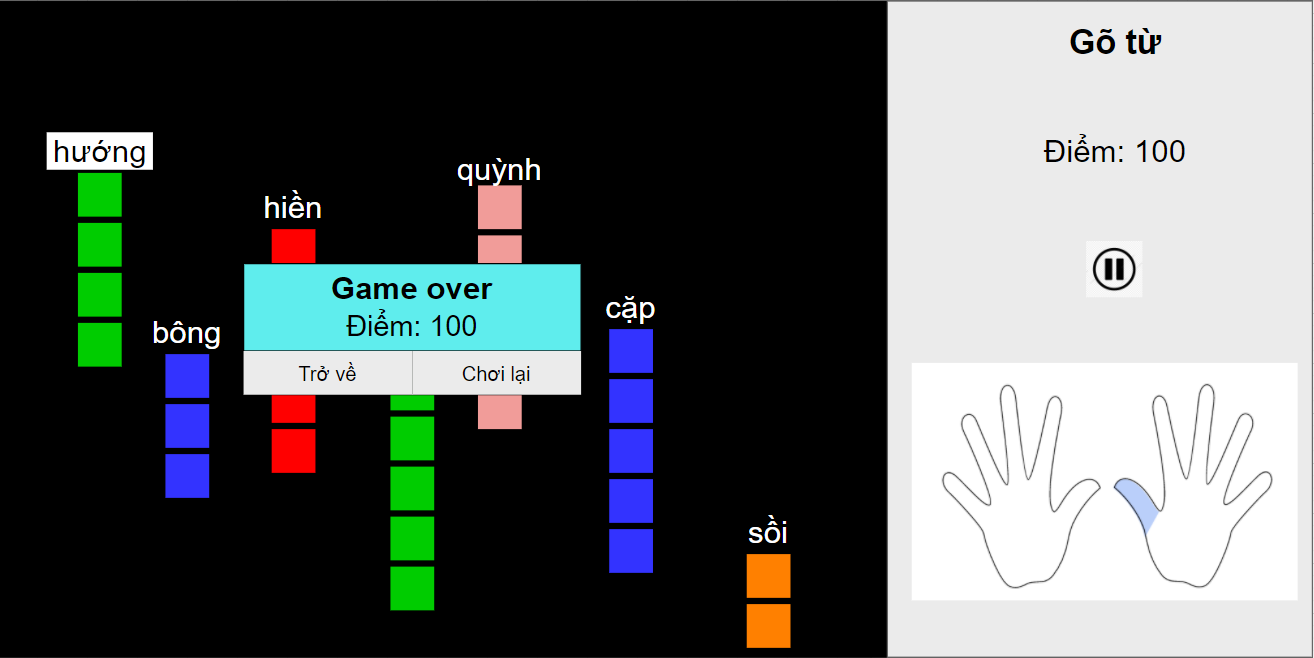 hướng
quỳnh
hiền
bông
cặp
sồi
Game over
Điểm: 100
Trở về
Chơi lại
Gõ từ
Điểm: 100